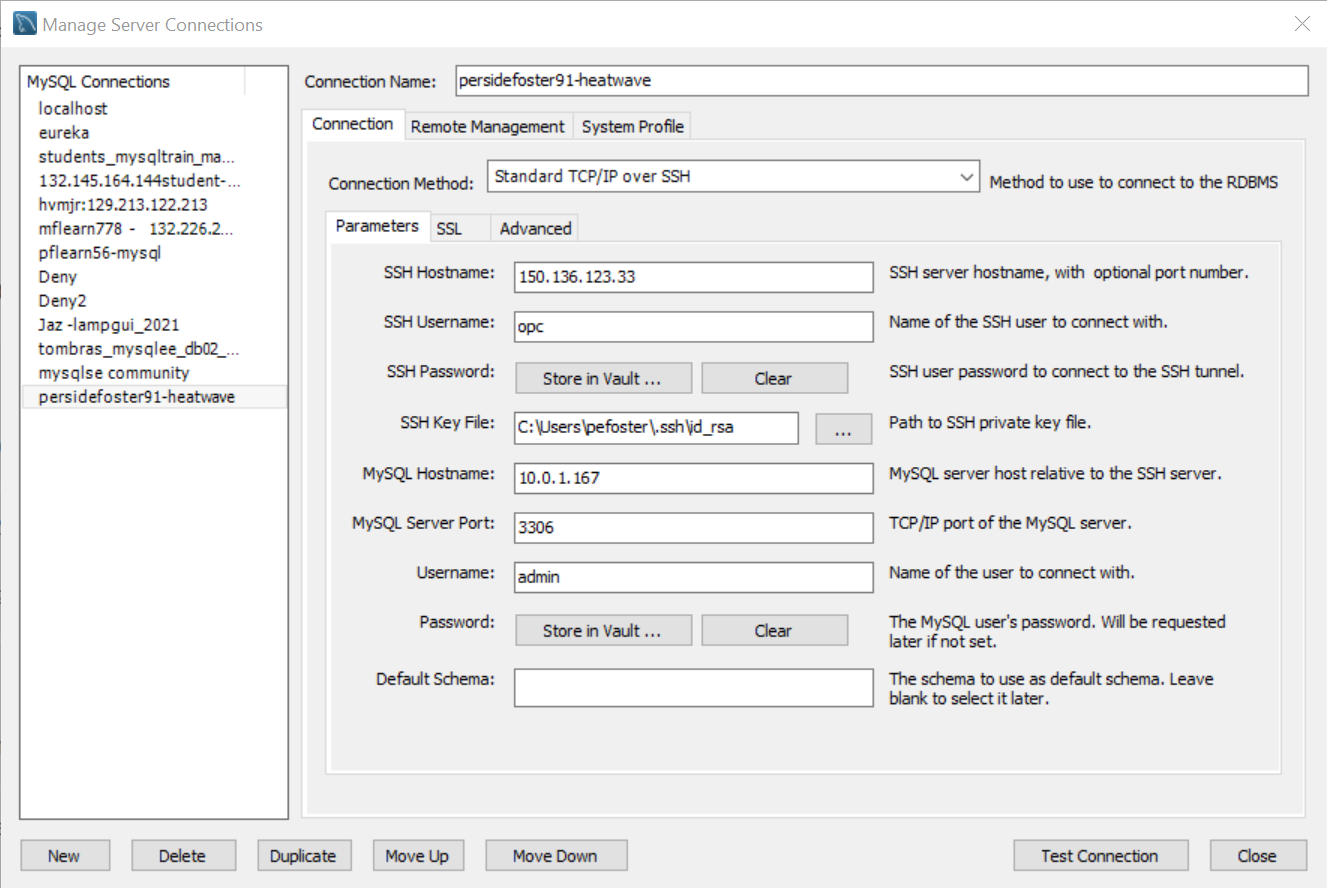 Manage Server Connections
MySQL Connections
localhost
eureka
students_mysqltrain_ma...
132.145.164.144student-...
hvmjr:129.213.122.213
mflearn778 -   132.226.2...
pflearn56-mysql
Deny
Deny2
Jaz -lampgui_2021
tombras_mysqlee_db02_...
mysqlse community
persidefoster91-heatwave
Connection Name: persidefoster91-heatwave
Connection Remote Management System Profile
Connection Method: Standard TCP/IP over SSH Method to use to connect to the RDBMS
Parameters SSL Advanced
SSH Hostname: 150.136.123.33 SSH server hostname, with  optional port number.
SSH Username: opc Name of the SSH user to connect with.
SSH Password: Store in Vault ... Clear SSH user password to connect to the SSH tunnel.
SSH Key File: C:\Users\pefoster\.ssh\id_rsa ... Path to SSH private key file.
MySQL Hostname: 10.0.1.167 MySQL server host relative to the SSH server.
MySQL Server Port: 3306 TCP/IP port of the MySQL server.
Username: admin Name of the user to connect with.
Password: Store in Vault ... Clear The MySQL user's password. Will be requested
later if not set.
Default Schema: The schema to use as default schema. Leave
blank to select it later.
New Delete Duplicate Move Up Move Down Test Connection Close